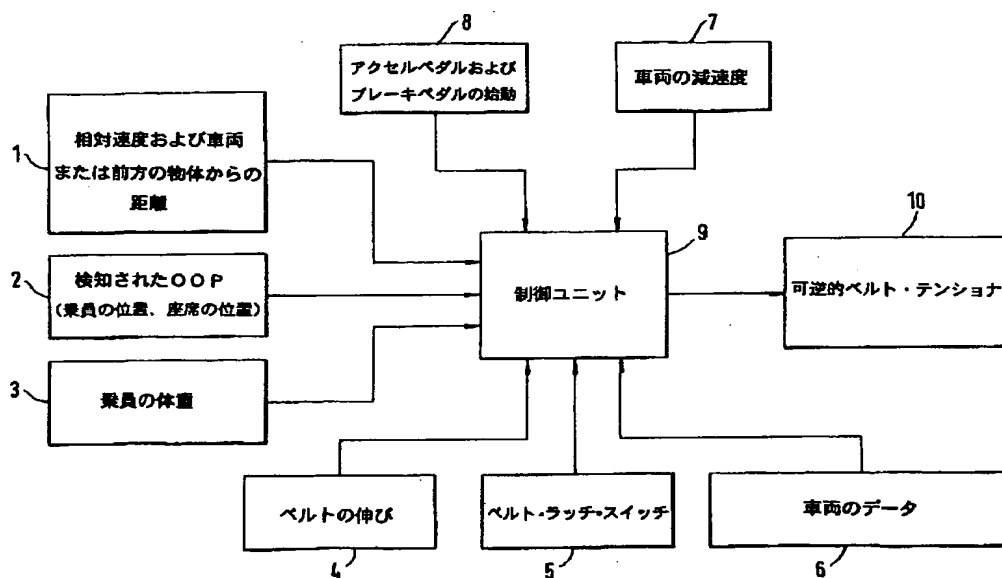 8
アクセルペダルおよび
ブレーキペダルの始動
7
車両の減速度
1
相対速度および車両
または前方の物体からの
距離
2
検知されたOOP
(乗員の位置、座席の位置)
3
乗員の体重
9
制御ユニット
10
可逆的ベルト・テンショナ
ベルトの伸び
4
ベルト・ラッチ・スイッチ
5
車両のデータ
6